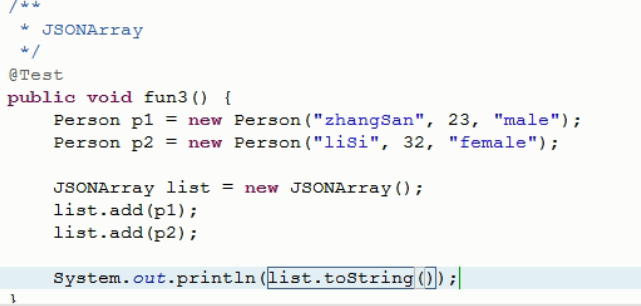 /**
 * JSONArray
 */
@Test
public void fun3() {
    Person p1 = new Person("zhangSan", 23, "male");
    Person p2 = new Person("liSi", 32, "female");
    JSONArray list = new JSONArray();
    list.add(p1);
    list.add(p2);
    System.out.println(list.toString());
}